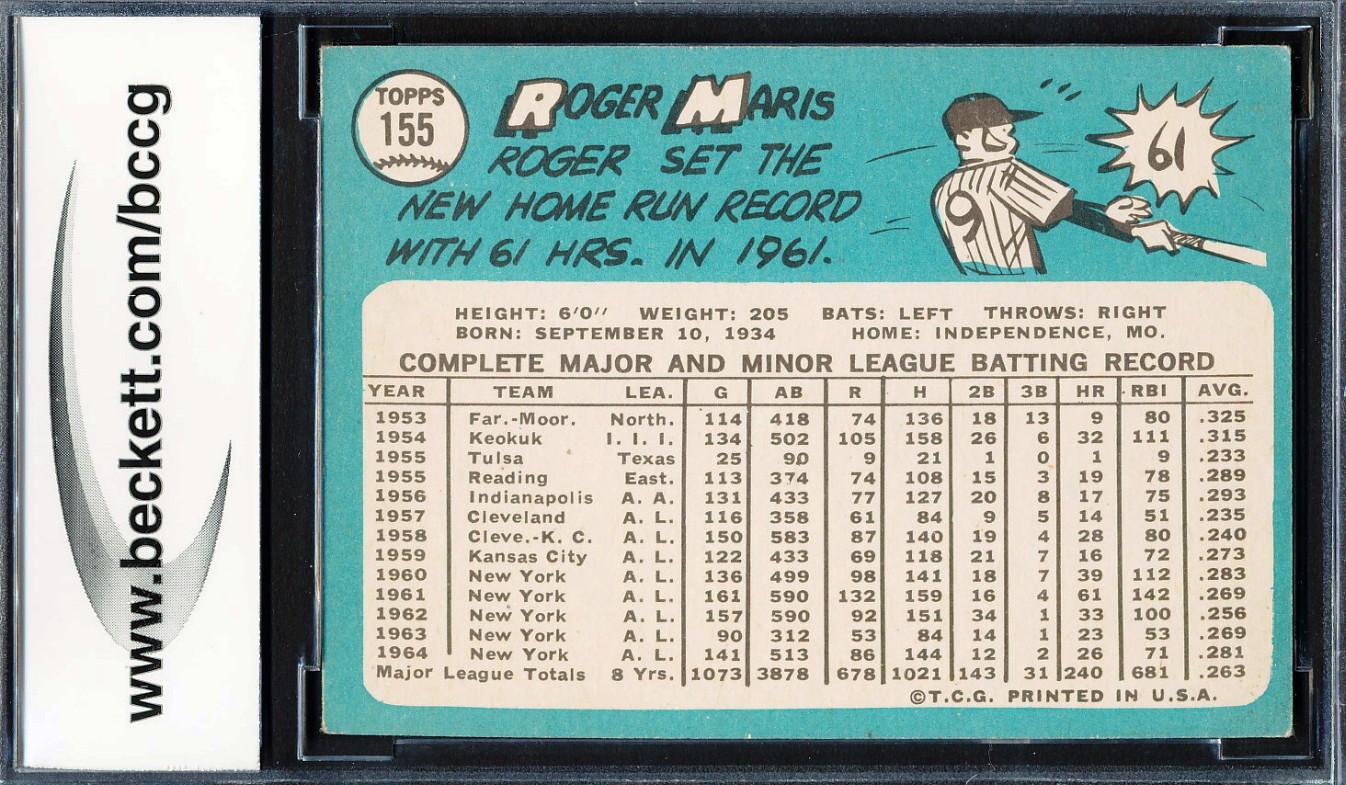 www.beckett.com/bccg
TOPPS
155
ROGER MARIS
ROGER SET THE
NEW HOME RUN RECORD
WITH 61 HRS. IN 1961.
61
9
HEIGHT: 6'0" WEIGHT: 205 BATS: LEFT THROWS: RIGHT
BORN: SEPTEMBER 10, 1934 HOME: INDEPENDENCE, MO.
COMPLETE MAJOR AND MINOR LEAGUE BATTING RECORD
YEAR TEAM LEA. G AB R H 2B 3B HR RBI AVG.
1953 Far.-Moor. North. 114 418 74 136 18 13 9 80 .325
1954 Keokuk I. I. I. 134 502 105 158 26 6 32 111 .315
1955 Tulsa Texas 25 90 9 21 1 0 1 9 .233
1955 Reading East. 113 374 74 108 15 3 19 78 .289
1956 Indianapolis A. A. 131 433 77 127 20 8 17 75 .293
1957 Cleveland A. L. 116 358 61 84 9 5 14 51 .235
1958 Cleve.-K. C. A. L. 150 583 87 140 19 4 28 80 .240
1959 Kansas City A. L. 122 433 69 118 21 7 16 72 .273
1960 New York A. L. 136 499 98 141 18 7 39 112 .283
1961 New York A. L. 161 590 132 159 16 4 61 142 .269
1962 New York A. L. 157 590 92 151 34 1 33 100 .256
1963 New York A. L. 90 312 53 84 14 1 23 53 .269
1964 New York A. L. 141 513 86 144 12 2 26 71 .281
Major League Totals 8 Yrs. 1073 3878 678 1021 143 31 240 681 .263
©T.C.G. PRINTED IN U.S.A.